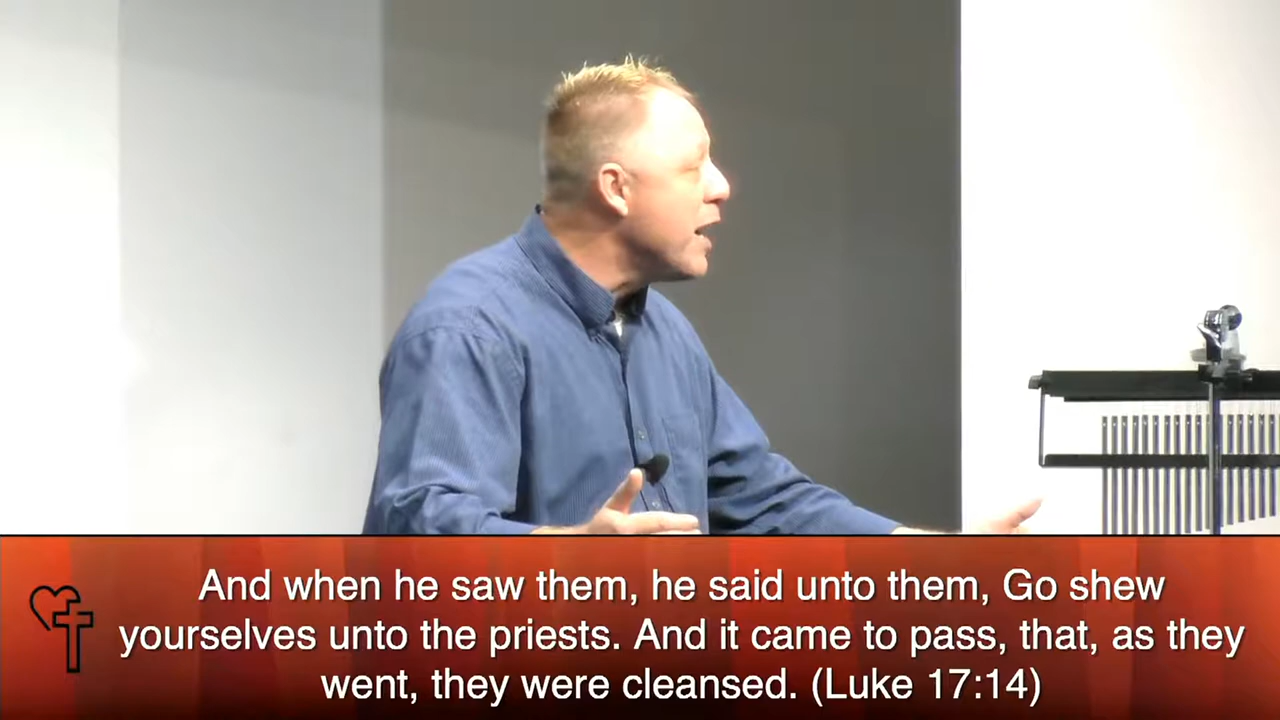 And when he saw them, he said unto them, Go shew
yourselves unto the priests. And it came to pass, that, as they
went, they were cleansed. (Luke 17:14)